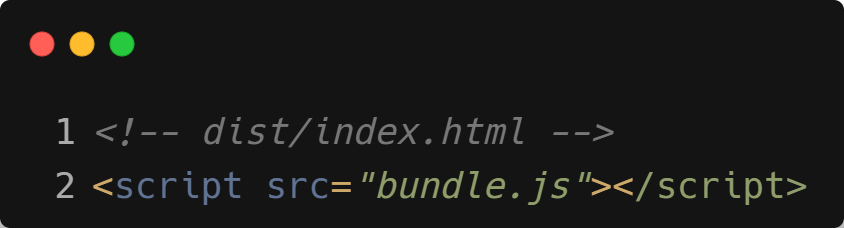 1 <!-- dist/index.html -->
2 <script src="bundle.js"></script>